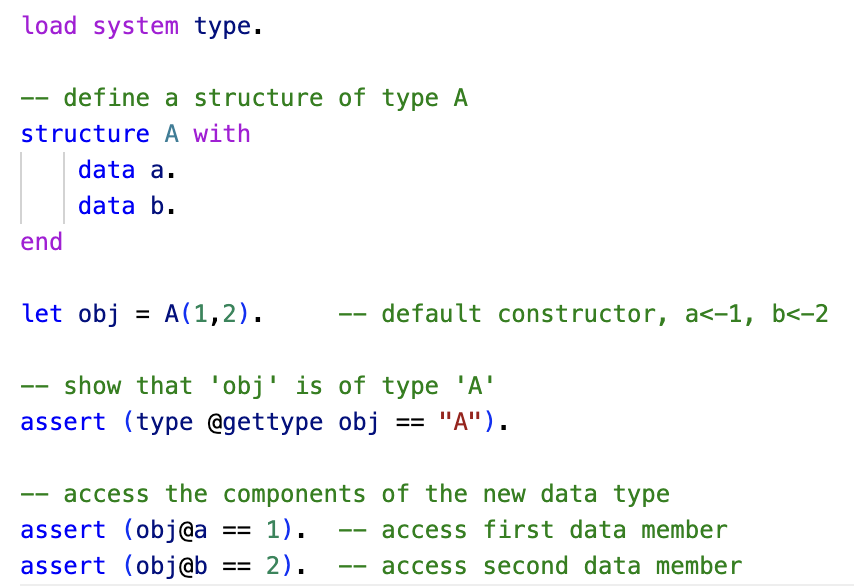 load system type.
-- define a structure of type A
structure A with
data a.
data b.
end
let obj = A(1,2).     -- default constructor, a<-1, b<-2
-- show that 'obj' is of type 'A'
assert (type @gettype obj == "A").
-- access the components of the new data type
assert (obj@a == 1).  -- access first data member
assert (obj@b == 2).  -- access second data member